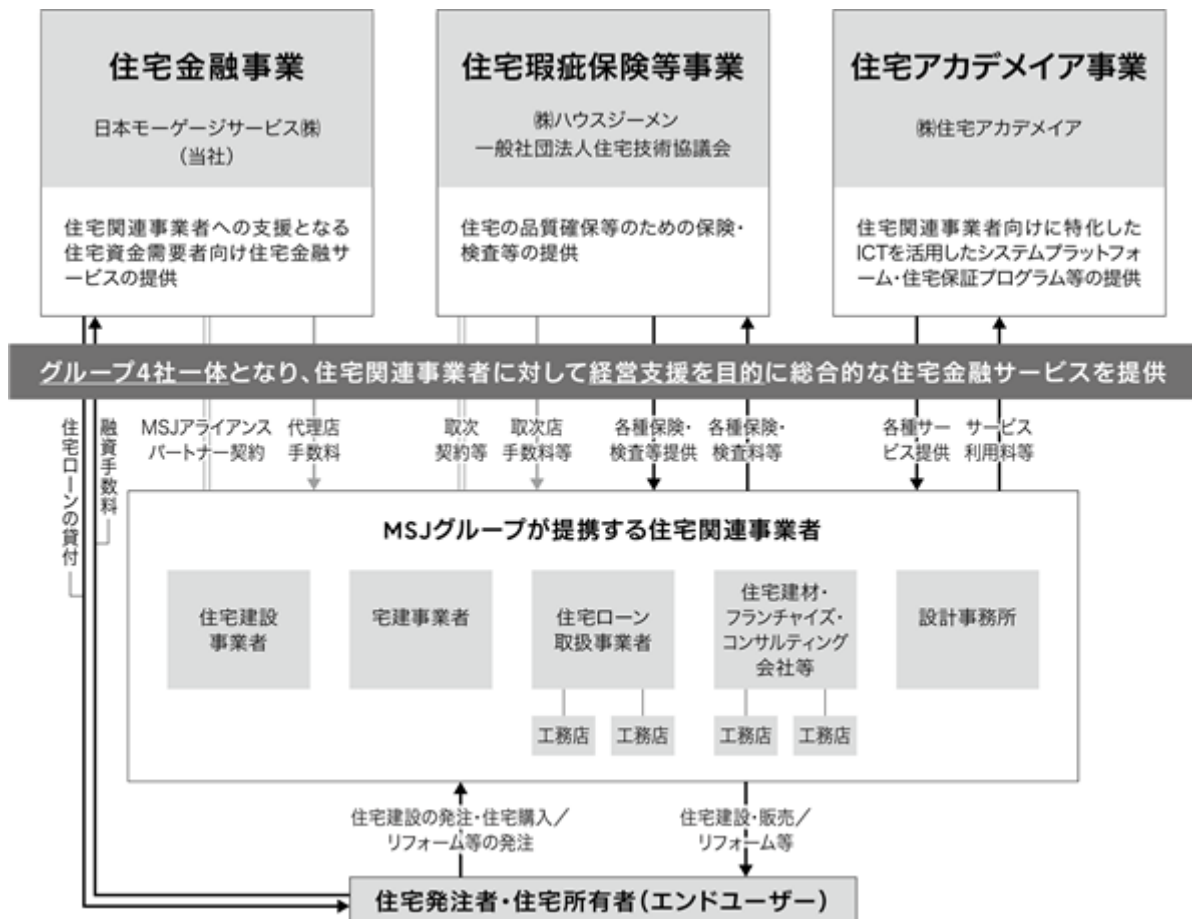 住宅金融事業
日本モーゲージサービス㈱
（当社）
住宅関連事業者への支援となる
住宅資金需要者向け住宅金融サ
ービスの提供
住宅瑕疵保険等事業
㈱ハウスジーメン
一般社団法人住宅技術協議会
住宅の品質確保等のための保険・
検査等の提供
住宅アカデメイア事業
㈱住宅アカデメイア
住宅関連事業者向けに特化した
ICTを活用したシステムプラットフォ
ーム・住宅保証プログラム等の提供
グループ4社一体となり、住宅関連事業者に対して経営支援を目的に総合的な住宅金融サービスを提供
住宅ローンの貸付
融資手数料
MSJアライアンス
パートナー契約
代理店
手数料
取次
契約等
取次店
手数料等
各種保険・
検査等提供
各種保険・
検査料等
各種サー
ビス提供
サービス
利用料等
MSJグループが提携する住宅関連事業者
住宅建設
事業者
宅建事業者
住宅ローン
取扱事業者
住宅建材・
フランチャイズ・
コンサルティング
会社等
設計事務所
工務店
工務店
工務店
工務店
住宅建設の発注・住宅購入／
リフォーム等の発注
住宅建設・販売／
リフォーム等
住宅発注者・住宅所有者（エンドユーザー）